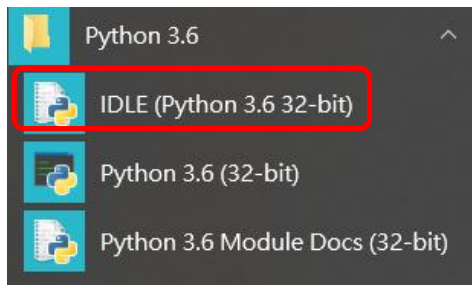 Python 3.6
IDLE (Python 3.6 32-bit)
Python 3.6 (32-bit)
Python 3.6 Module Docs (32-bit)